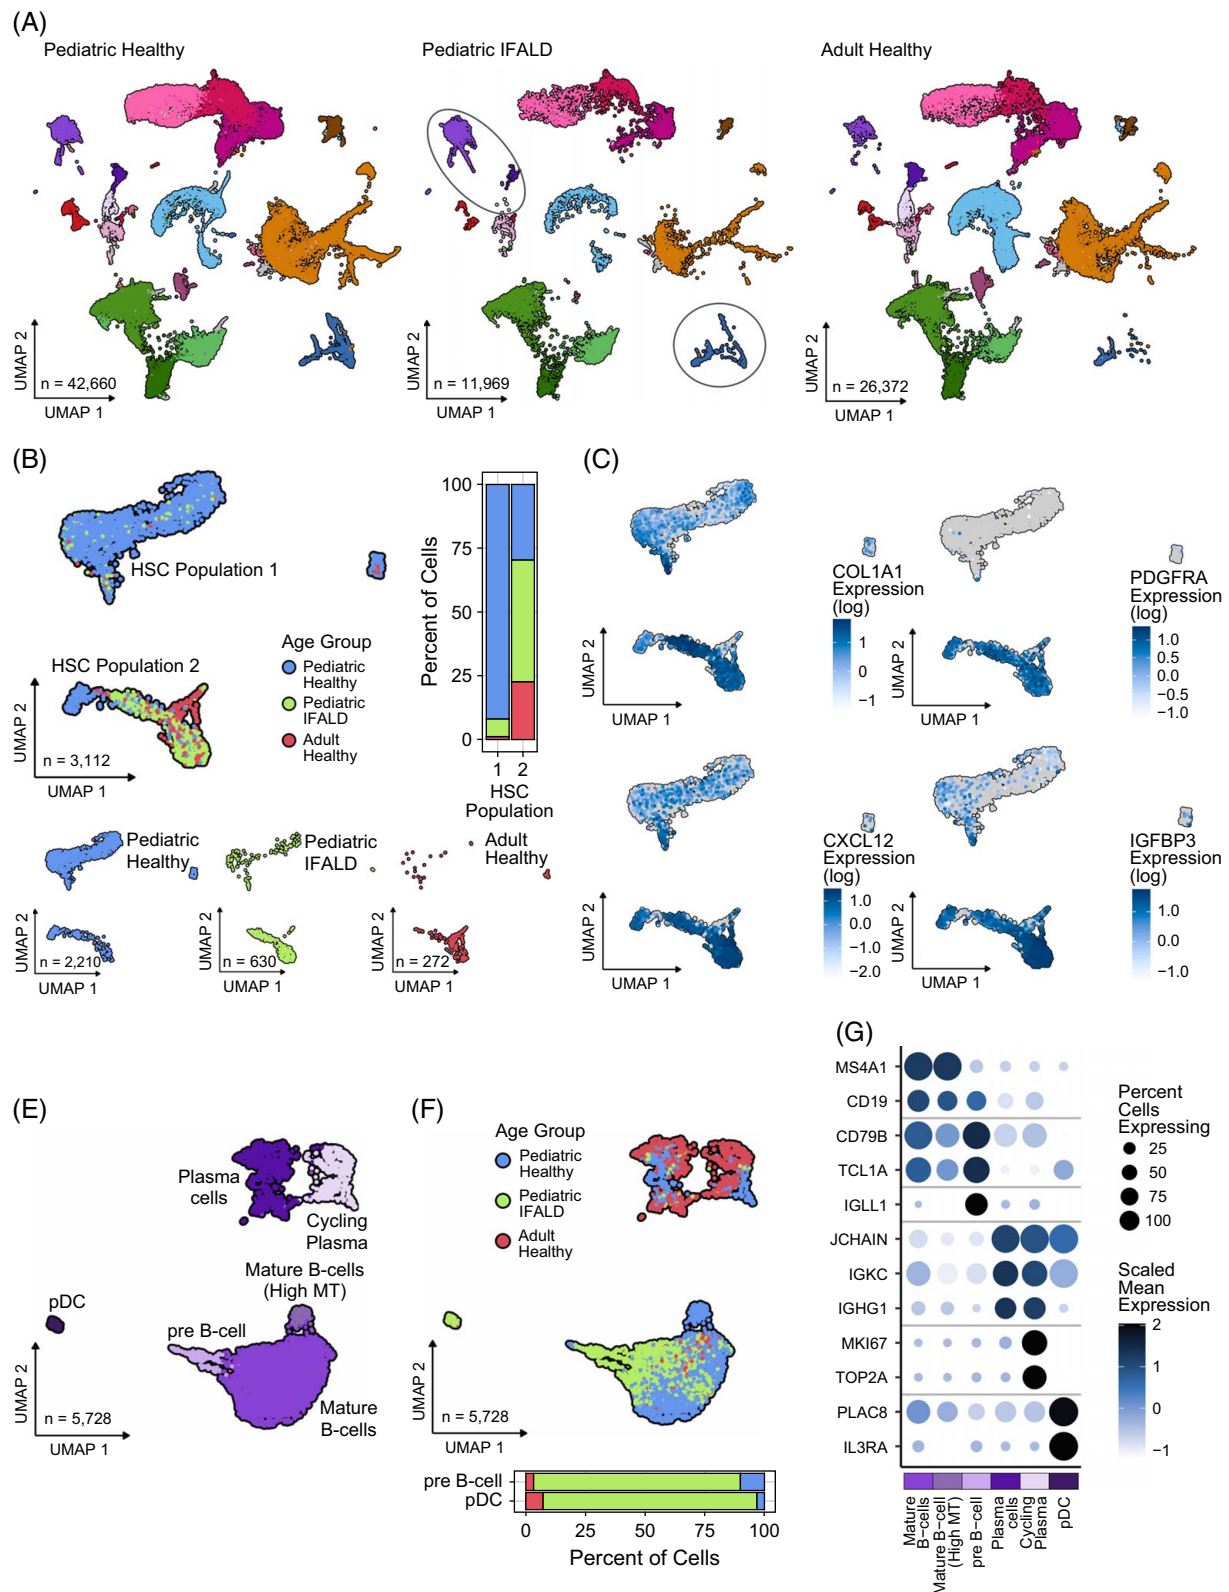 (A)
Pediatric Healthy
Pediatric IFALD
Adult Healthy
UMAP 2
n = 42,660
UMAP 1
UMAP 2
n = 11,969
UMAP 1
UMAP 2
n = 26,372
UMAP 1
(B)
HSC Population 1
HSC Population 2
Age Group
Pediatric
Healthy
Pediatric
IFALD
Adult
Healthy
UMAP 2
n = 3,112
UMAP 1
Percent of Cells
100
75
50
25
0
1 2
HSC
Population
Pediatric
Healthy
UMAP 2
n = 2,210
UMAP 1
Pediatric
IFALD
UMAP 2
n = 630
UMAP 1
Adult
Healthy
UMAP 2
n = 272
UMAP 1
(C)
COL1A1
Expression
(log)
1
0
−1
UMAP 2
UMAP 1
PDGFRA
Expression
(log)
1.0
0.5
0.0
−0.5
−1.0
UMAP 2
UMAP 1
CXCL12
Expression
(log)
1.0
0.0
−1.0
−2.0
UMAP 2
UMAP 1
IGFBP3
Expression
(log)
1.0
0.0
−1.0
UMAP 2
UMAP 1
(E)
Plasma
cells
Cycling
Plasma
Mature B-cells
(High MT)
pDC
pre B-cell
Mature
B-cells
UMAP 2
n = 5,728
UMAP 1
(F)
Age Group
Pediatric
Healthy
Pediatric
IFALD
Adult
Healthy
UMAP 2
n = 5,728
UMAP 1
pre B-cell
pDC
0 25 50 75 100
Percent of Cells
(G)
MS4A1
CD19
CD79B
TCL1A
IGLL1
JCHAIN
IGKC
IGHG1
MKI67
TOP2A
PLAC8
IL3RA
Mature
B-cells
Mature B-cell
(High MT)
pre B-cell
Plasma
cells
Cycling
Plasma
pDC
Percent
Cells
Expressing
25
50
75
100
Scaled
Mean
Expression
2
1
0
−1